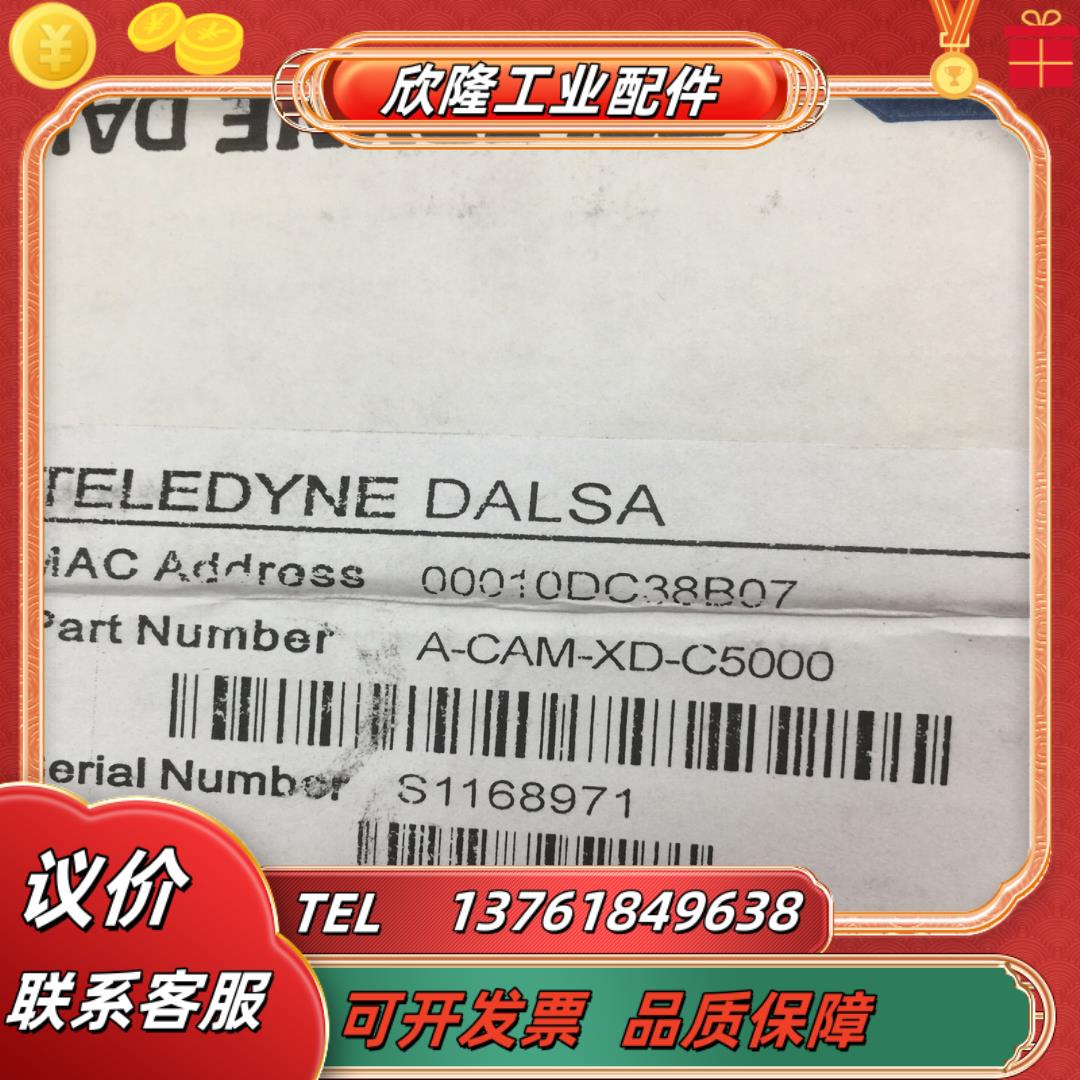 欣隆工业配件
TELEDYNE DALSA
MAC Address 00010DC38B07
Part Number A-CAM-XD-C5000
Serial Number S1168971
议价
联系客服
TEL 13761849638
可开发票 品质保障